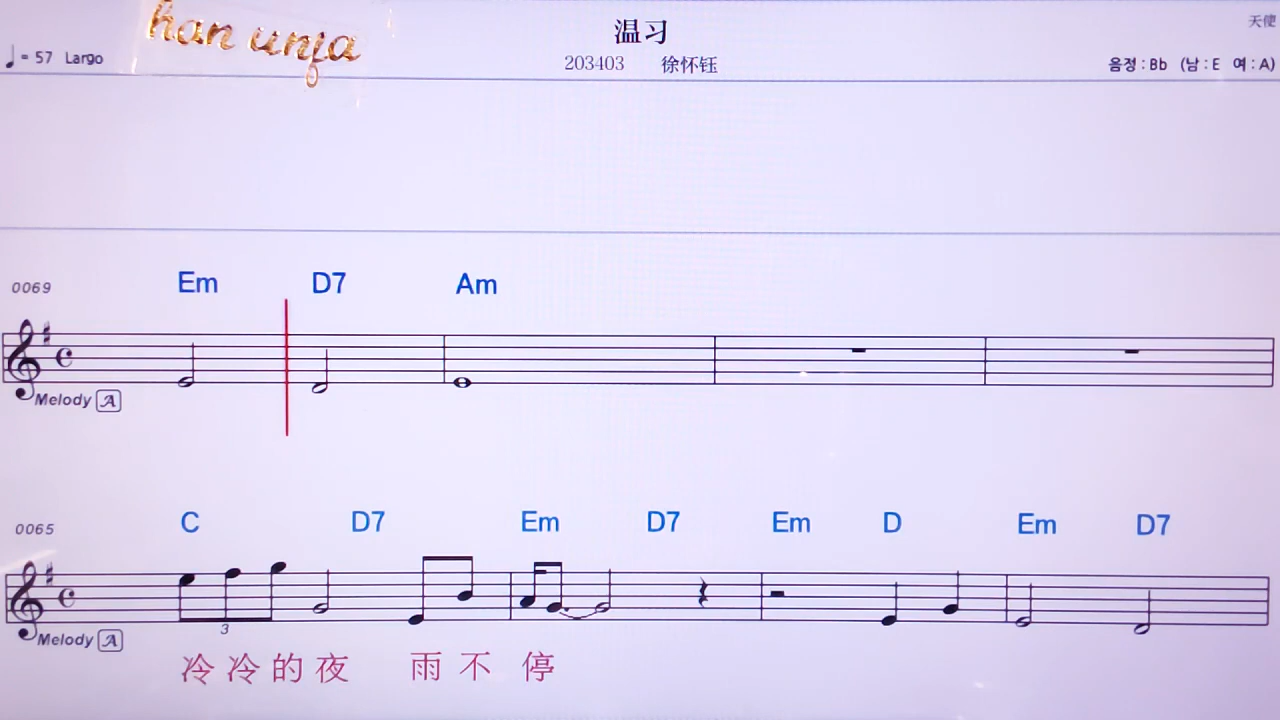 han unja
温习
天使
♩= 57 Largo
203403 徐怀钰
음정 : Bb (남 : E 여 : A)
Em D7 Am
0069
Melody A
C D7 Em D7 Em D Em D7
0065
3
Melody A
冷冷的夜 雨不停